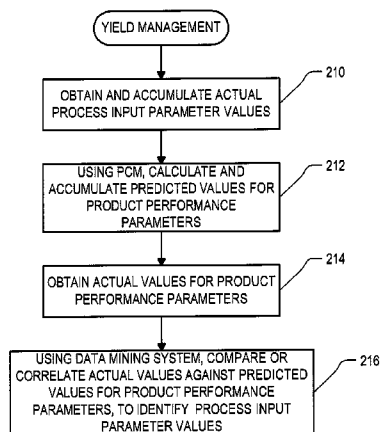 YIELD MANAGEMENT
210
OBTAIN AND ACCUMULATE ACTUAL
PROCESS INPUT PARAMETER VALUES
212
USING PCM, CALCULATE AND
ACCUMULATE PREDICTED VALUES FOR
PRODUCT PERFORMANCE
PARAMETERS
214
OBTAIN ACTUAL VALUES FOR PRODUCT
PERFORMANCE PARAMETERS
216
USING DATA MINING SYSTEM, COMPARE OR
CORRELATE ACTUAL VALUES AGAINST PREDICTED
VALUES FOR PRODUCT PERFORMANCE
PARAMETERS, TO IDENTIFY PROCESS INPUT
PARAMETER VALUES